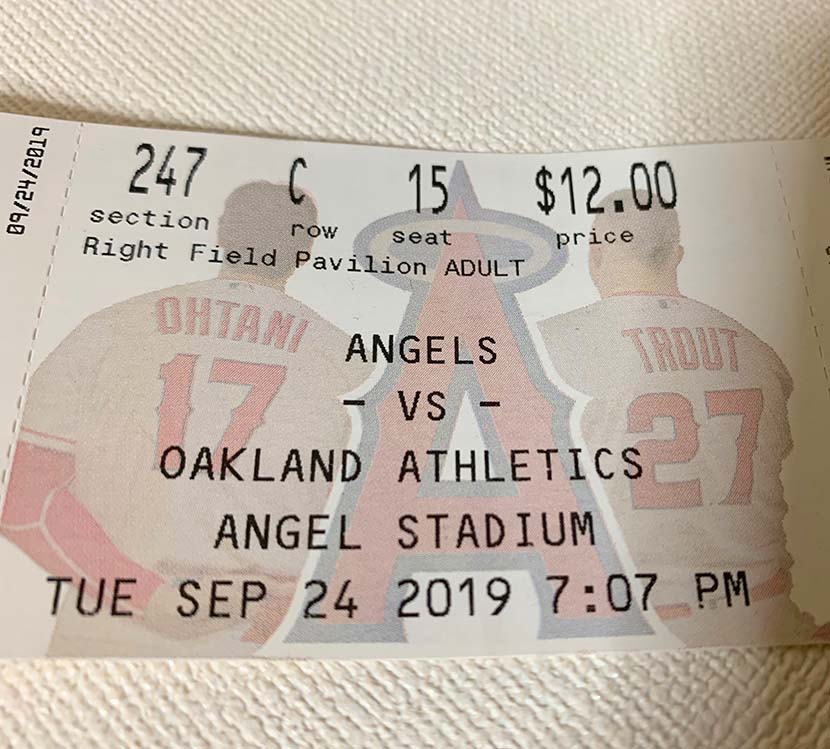 09/24/2019
247 C 15 $12.00
section row seat price
Right Field Pavilion ADULT
OHTANI
17
TROUT
27
ANGELS
- VS -
OAKLAND ATHLETICS
ANGEL STADIUM
TUE SEP 24 2019 7:07 PM